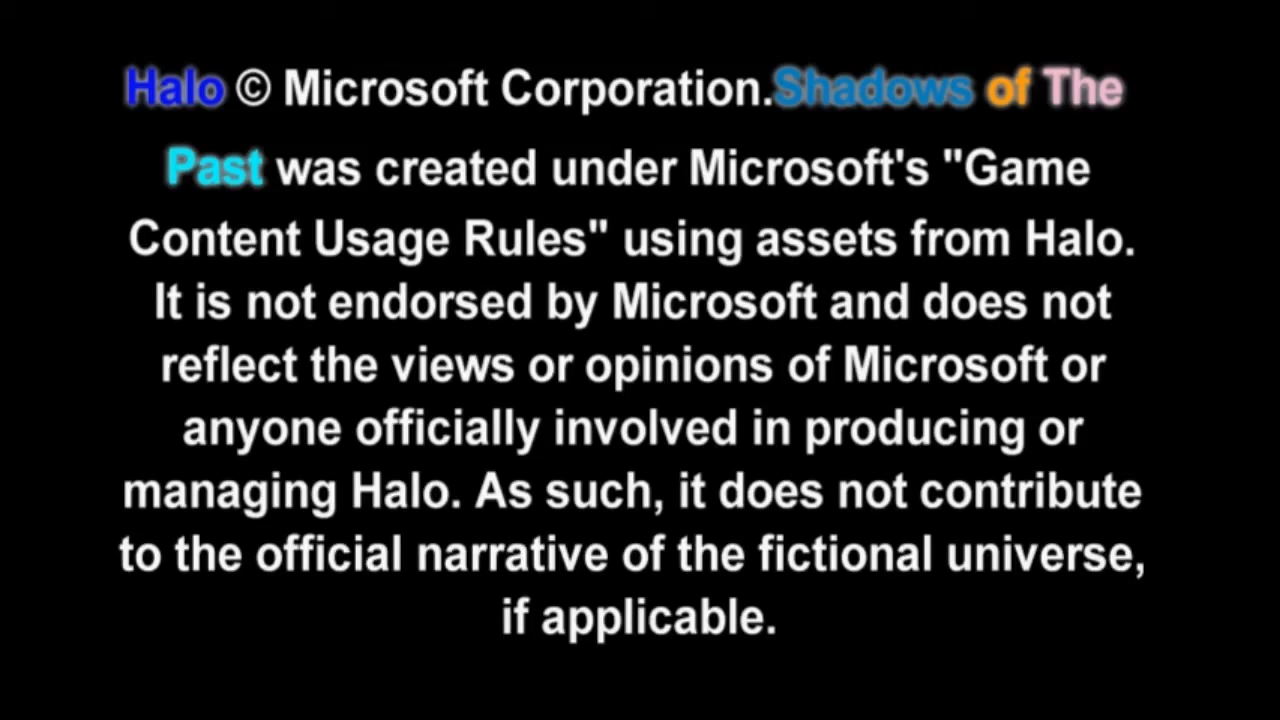 Halo © Microsoft Corporation.Shadows of The
Past was created under Microsoft's "Game
Content Usage Rules" using assets from Halo.
It is not endorsed by Microsoft and does not
reflect the views or opinions of Microsoft or
anyone officially involved in producing or
managing Halo. As such, it does not contribute
to the official narrative of the fictional universe,
if applicable.